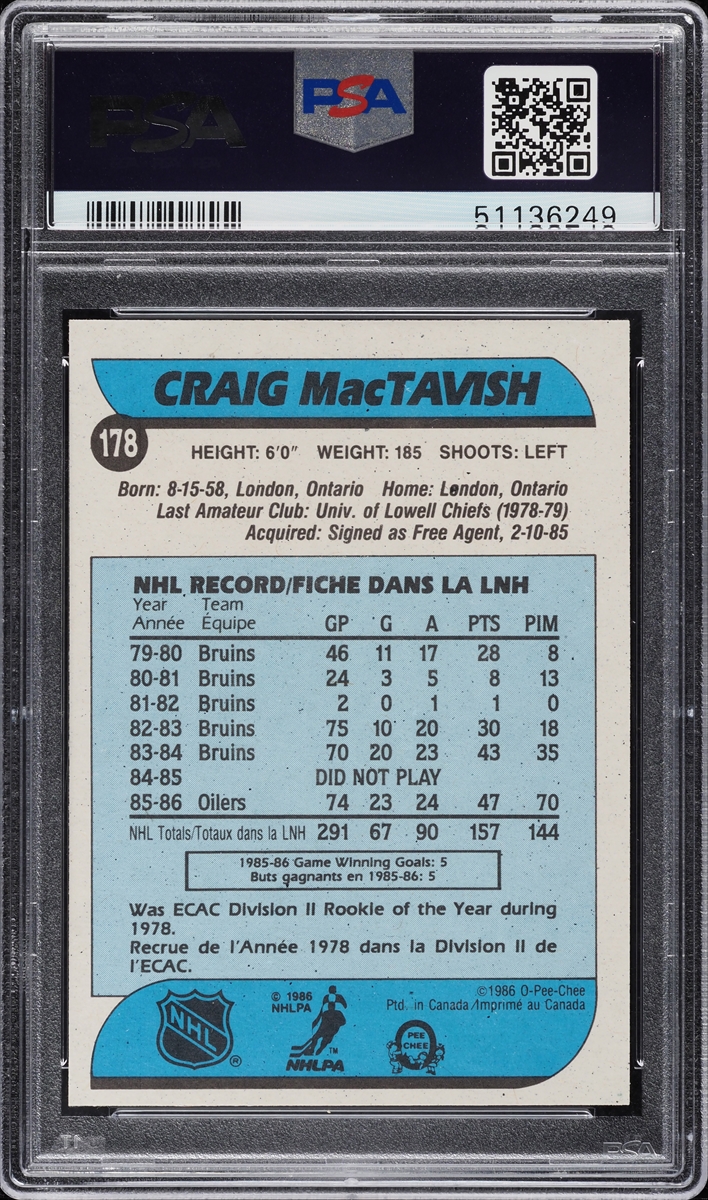 PSA
PSA
51136249
CRAIG MacTAVISH
178
HEIGHT: 6'0" WEIGHT: 185 SHOOTS: LEFT
Born: 8-15-58, London, Ontario Home: London, Ontario
Last Amateur Club: Univ. of Lowell Chiefs (1978-79)
Acquired: Signed as Free Agent, 2-10-85
NHL RECORD/FICHE DANS LA LNH
Year Team
Année Équipe GP G A PTS PIM
79-80 Bruins 46 11 17 28 8
80-81 Bruins 24 3 5 8 13
81-82 Bruins 2 0 1 1 0
82-83 Bruins 75 10 20 30 18
83-84 Bruins 70 20 23 43 35
84-85 DID NOT PLAY
85-86 Oilers 74 23 24 47 70
NHL Totals/Totaux dans la LNH 291 67 90 157 144
1985-86 Game Winning Goals: 5
Buts gagnants en 1985-86: 5
Was ECAC Division II Rookie of the Year during
1978.
Recrue de l'Année 1978 dans la Division II de
l'ECAC.
©1986 O-Pee-Chee
Ptd. in Canada/Imprimé au Canada
© 1986
NHLPA
NHL
®
™
NHLPA
O
PEE
CHEE
PSA